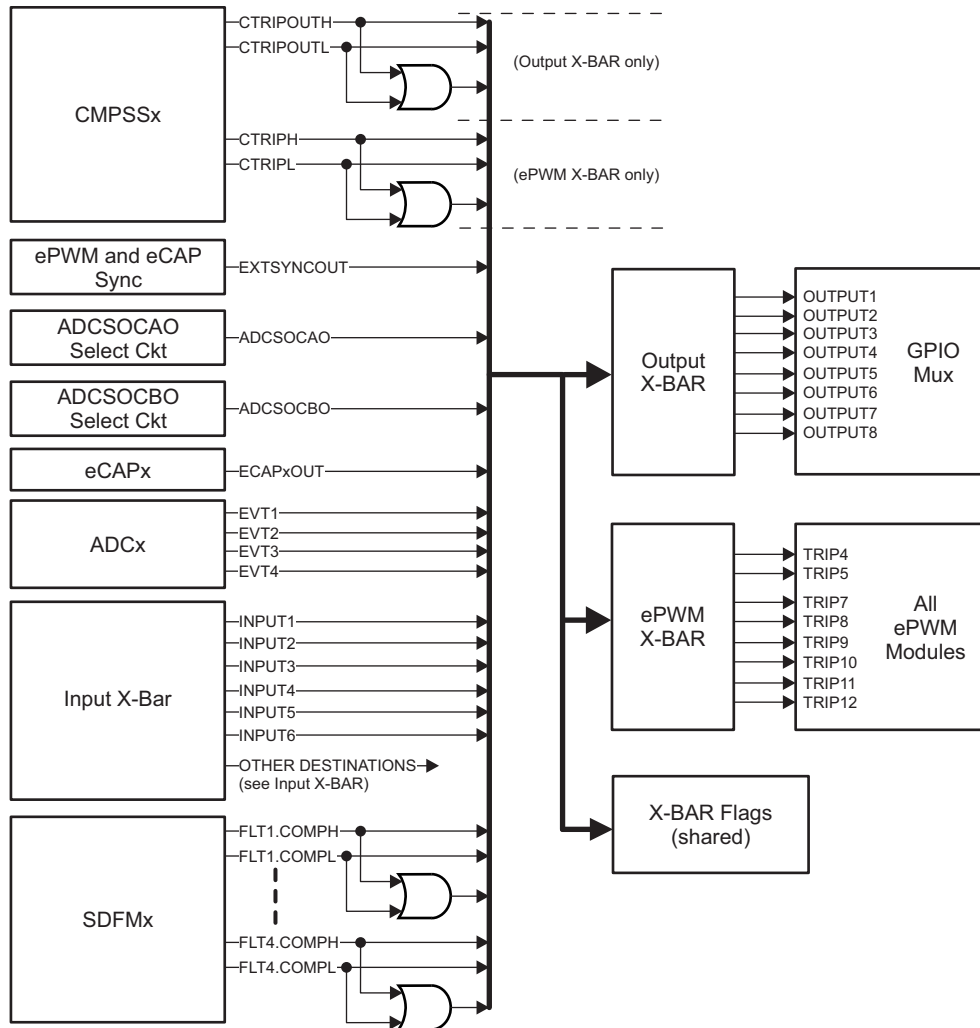 CMPSSx
CTRIPOUTH
CTRIPOUTL
(Output X-BAR only)
CTRIPH
CTRIPL
(ePWM X-BAR only)
ePWM and eCAP
Sync
EXTSYNCOUT
ADCSOCAO
Select Ckt
ADCSOCAO
ADCSOCBO
Select Ckt
ADCSOCBO
eCAPx
ECAPxOUT
ADCx
EVT1
EVT2
EVT3
EVT4
Input X-Bar
INPUT1
INPUT2
INPUT3
INPUT4
INPUT5
INPUT6
OTHER DESTINATIONS
(see Input X-BAR)
SDFMx
FLT1.COMPH
FLT1.COMPL
FLT4.COMPH
FLT4.COMPL
Output
X-BAR
OUTPUT1
OUTPUT2
OUTPUT3
OUTPUT4
OUTPUT5
OUTPUT6
OUTPUT7
OUTPUT8
GPIO
Mux
ePWM
X-BAR
TRIP4
TRIP5
TRIP7
TRIP8
TRIP9
TRIP10
TRIP11
TRIP12
All
ePWM
Modules
X-BAR Flags
(shared)